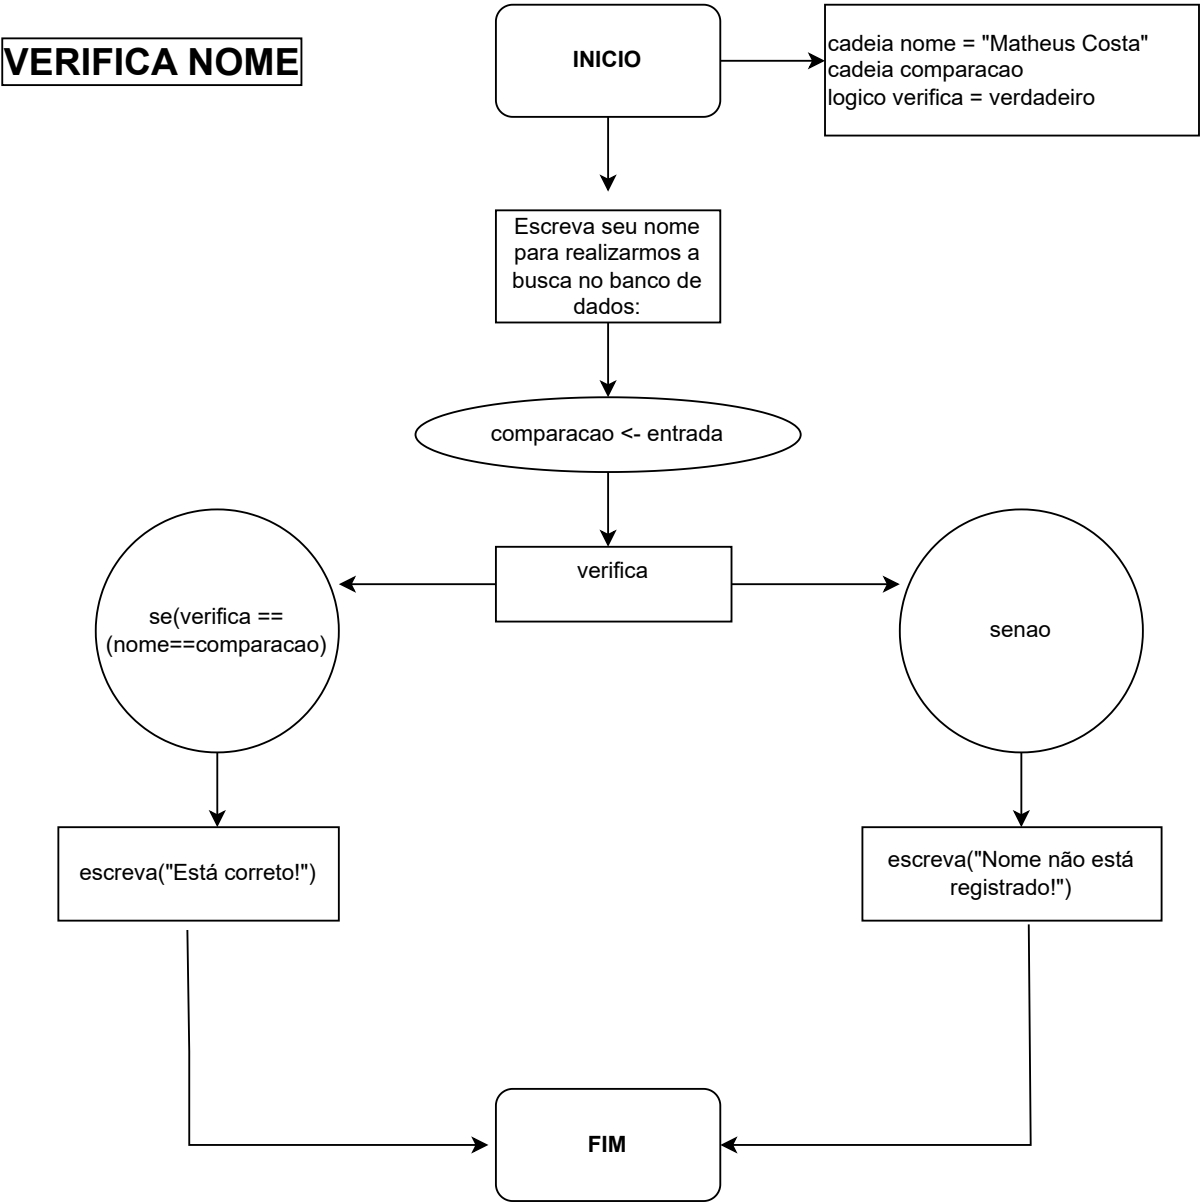 VERIFICA NOME
INICIO
cadeia nome = "Matheus Costa"
cadeia comparacao
logico verifica = verdadeiro
Escreva seu nome
para realizarmos a
busca no banco de
dados:
comparacao <- entrada
verifica
se(verifica ==
(nome==comparacao)
senao
escreva("Está correto!")
escreva("Nome não está
registrado!")
FIM